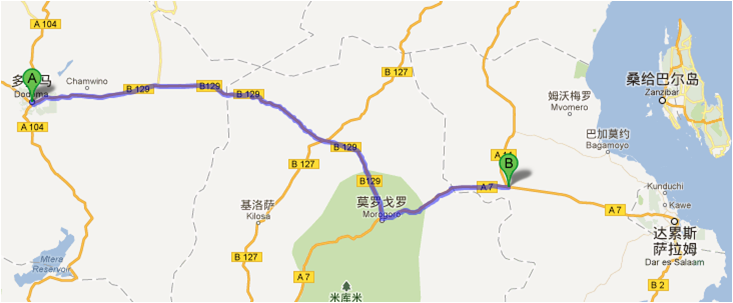 A 104
B 127
多 马
A
Dodoma
Chamwino
B 129
B129
B 129
桑给巴尔岛
Zanzibar
姆沃梅罗
Mvomero
A 104
巴加莫约
Bagamoyo
B 129
B 127
B
B129
A 7
Kunduchi
莫罗戈罗
Morogoro
基洛萨
Kilosa
Kawe
A 7
达累斯
萨拉姆
Dar es Salaam
B 127
Mtera
Reservoir
A 7
B 2
米库米